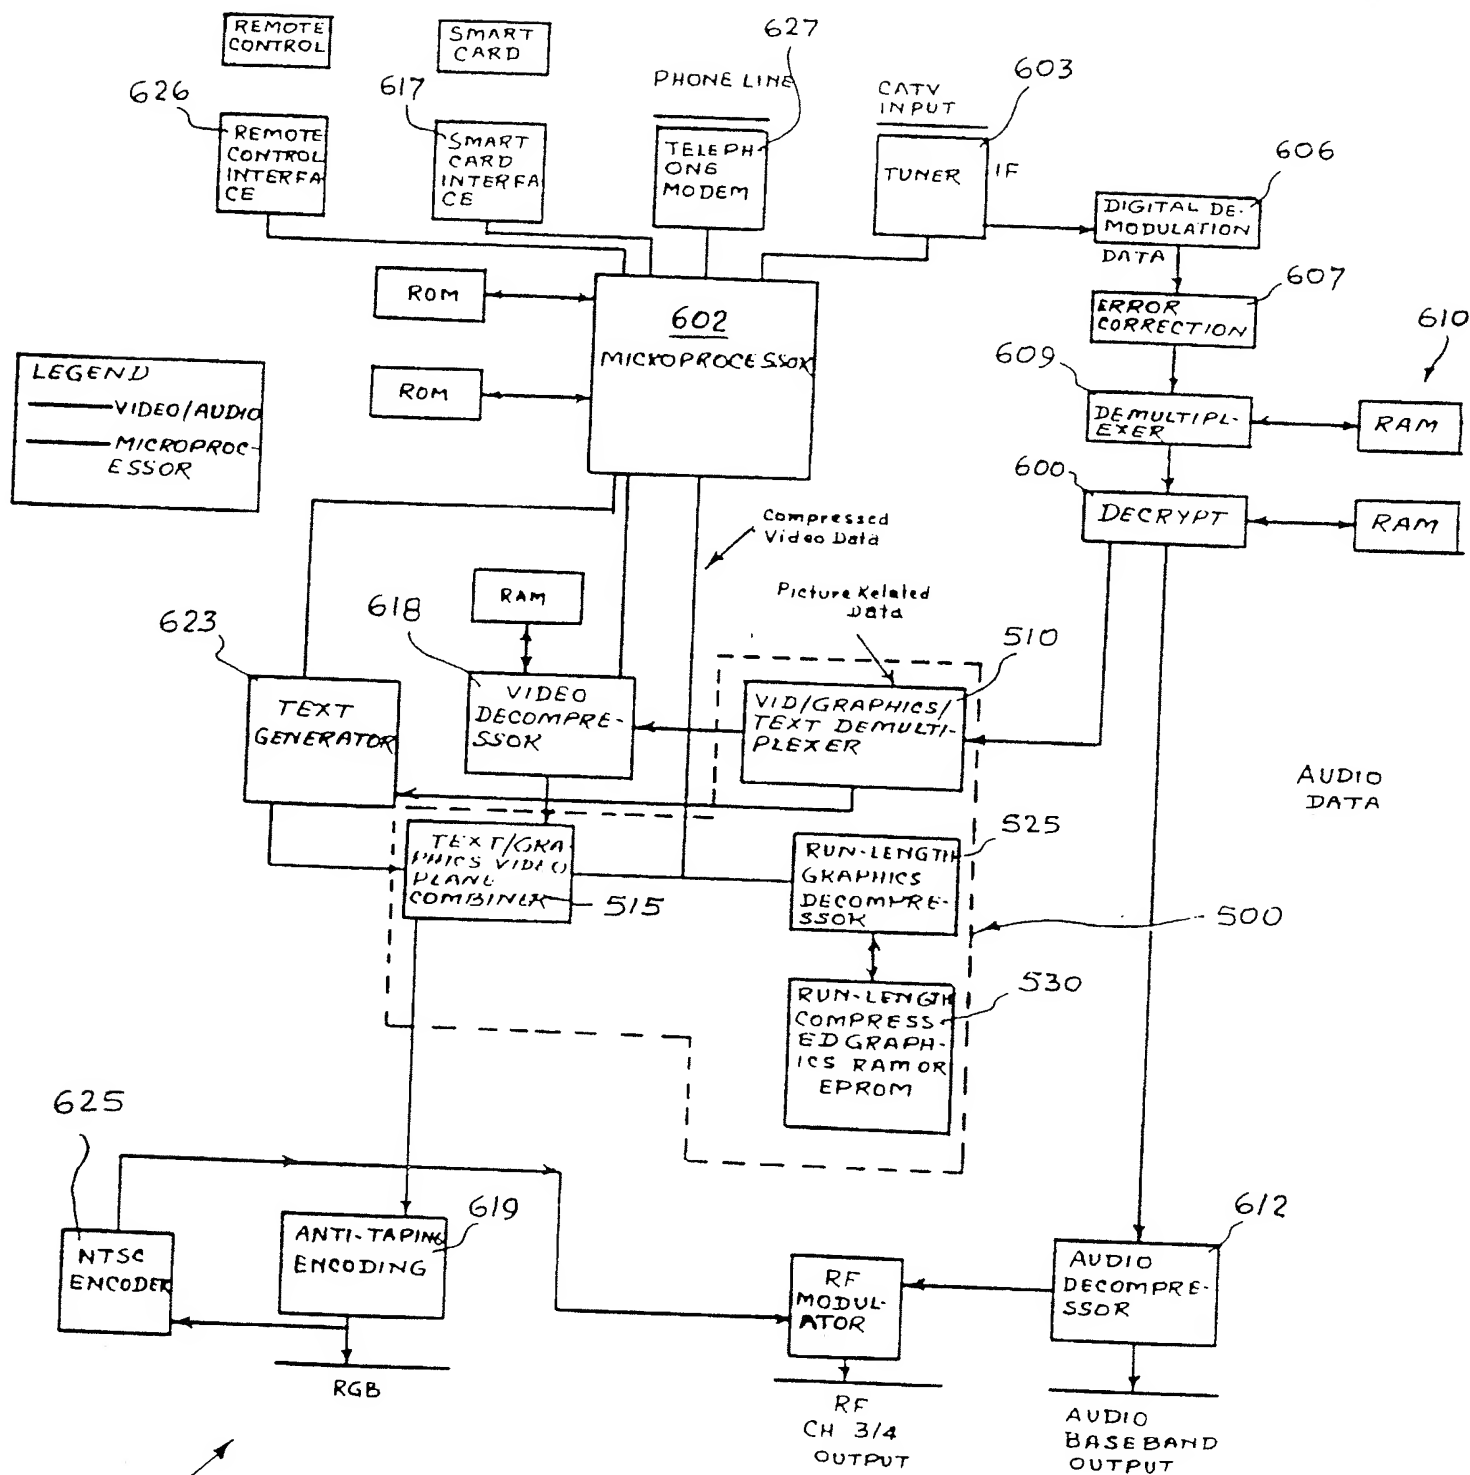 REMOTE
CONTROL
SMART
CARD
627
PHONE LINE
CATV
INPUT
603
626
617
REMOTE
CONTROL
INTERFA
CE
SMART
CARD
INTERFA
CE
TELEPH
ONE
MODEM
TUNER
IF
606
DIGITAL DE-
MODULATION
DATA
607
ERROR
CORRECTION
610
609
DEMULTIPL-
EXER
RAM
600
DECRYPT
RAM
ROM
ROM
602
MICROPROCESSOR
LEGEND
VIDEO/AUDIO
MICROPROC-
ESSOR
Compressed
Video Data
Picture Related
Data
RAM
618
623
510
TEXT
GENERATOR
VIDEO
DECOMPRE-
SSOR
VID/GRAPHICS/
TEXT DEMULTI-
PLEXER
AUDIO
DATA
TEXT/GRA
PHICS VIDEO
PLANE
COMBINER
515
525
RUN-LENGTH
GRAPHICS
DECOMPRE-
SSOR
500
530
RUN-LENGTH
COMPRESS
ED GRAPH-
ICS RAM OR
EPROM
625
NTSC
ENCODER
619
ANTI-TAPING
ENCODING
RGB
RF
MODUL-
ATOR
612
AUDIO
DECOMPRE-
SSOR
RF
CH 3/4
OUTPUT
AUDIO
BASEBAND
OUTPUT